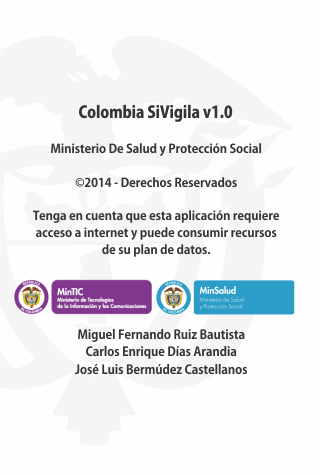 Colombia SiVigila v1.0
Ministerio De Salud y Protección Social
©2014 - Derechos Reservados
Tenga en cuenta que esta aplicación requiere
acceso a internet y puede consumir recursos
de su plan de datos.
MinTIC
Ministerio de Tecnologías
de la Información y las Comunicaciones
MinSalud
Ministerio de Salud
y Protección Social
Miguel Fernando Ruiz Bautista
Carlos Enrique Días Arandia
José Luis Bermúdez Castellanos